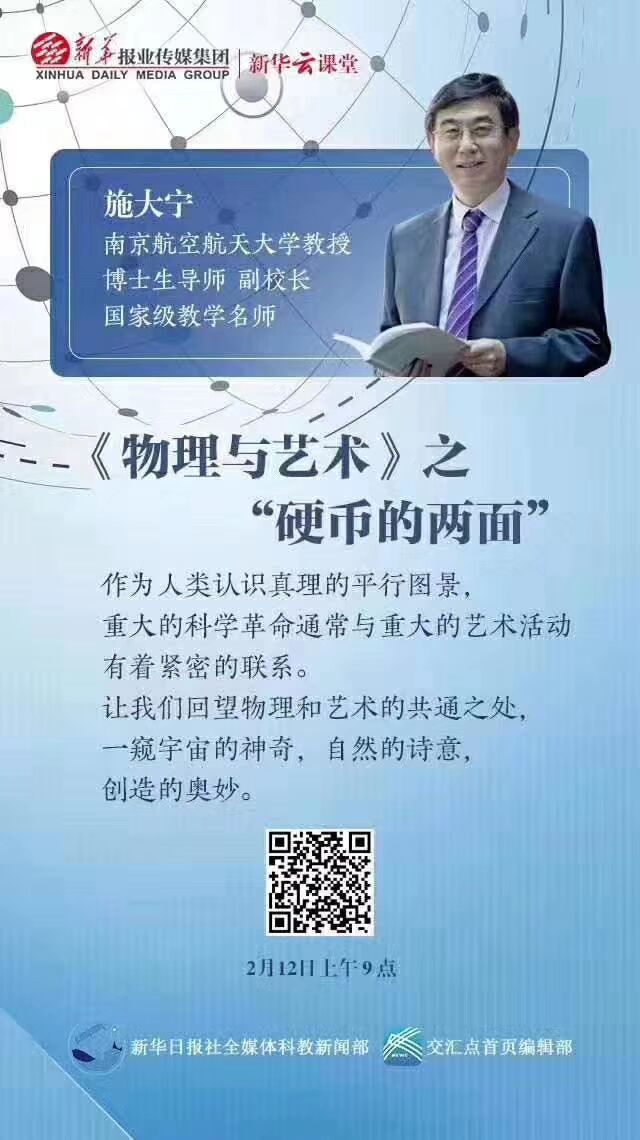 新华报业传媒集团
XINHUA DAILY MEDIA GROUP
新华云课堂
施大宁
南京航空航天大学教授
博士生导师 副校长
国家级教学名师
《物理与艺术》之
“硬币的两面”
作为人类认识真理的平行图景，
重大的科学革命通常与重大的艺术活动
有着紧密的联系。
让我们回望物理和艺术的共通之处，
一窥宇宙的神奇，自然的诗意，
创造的奥妙。
2月12日上午9点
新华日报社全媒体科教新闻部
NEWS
交汇点首页编辑部